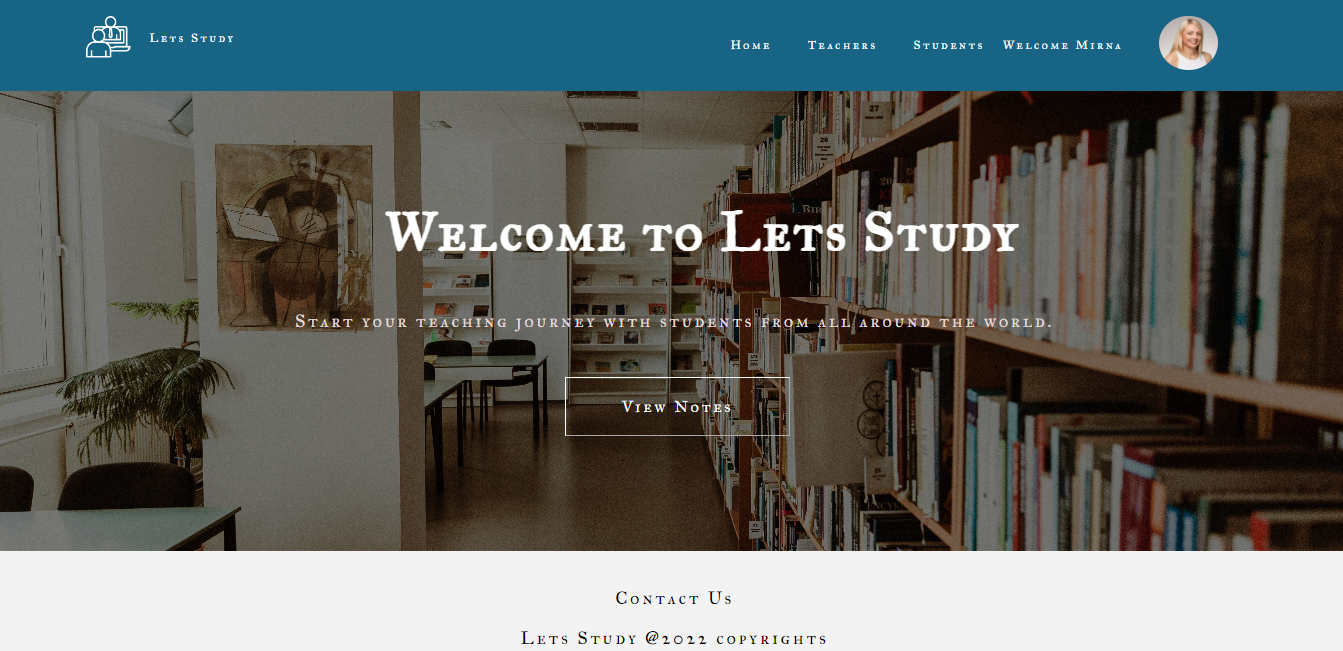 Lets Study
Home Teachers Students Welcome Mirna
27
Welcome to Lets Study
Start your teaching journey with students from all around the world.
View Notes
Contact Us
Lets Study @2022 copyrights